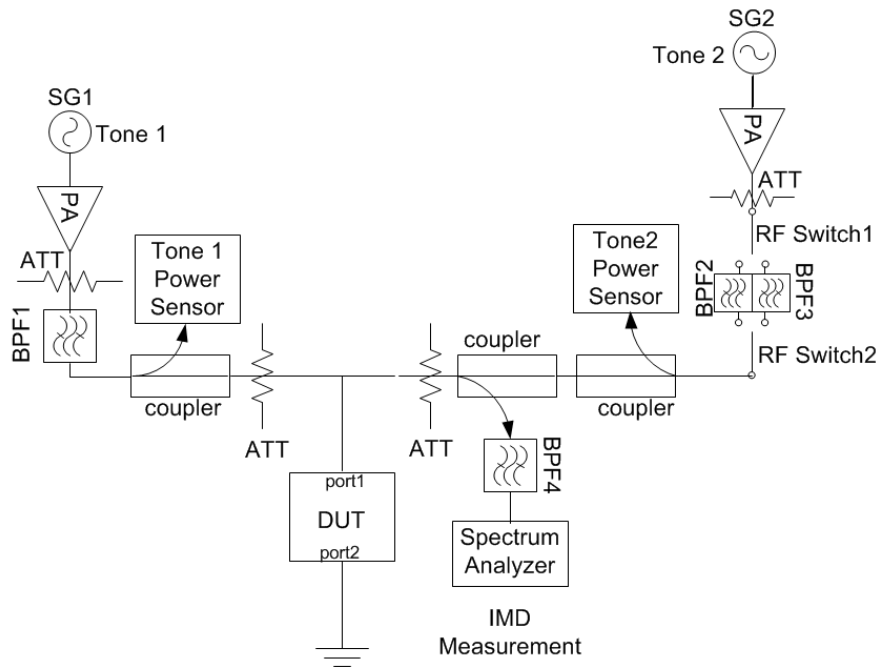 SG2
Tone 2
PA
ATT
RF Switch1
BPF2
BPF3
RF Switch2
SG1
Tone 1
PA
ATT
BPF1
Tone 1
Power
Sensor
coupler
ATT
Tone2
Power
Sensor
coupler
coupler
ATT
BPF4
port1
DUT
port2
Spectrum
Analyzer
IMD
Measurement